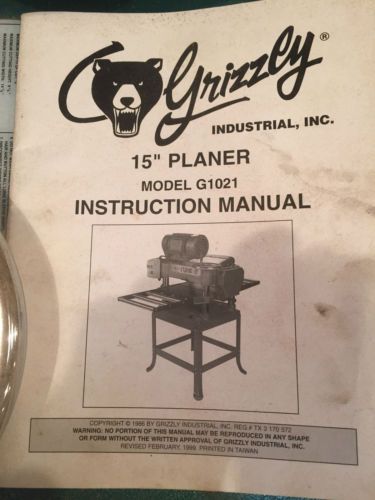 Grizzly ®
INDUSTRIAL, INC.
15" PLANER
MODEL G1021
INSTRUCTION MANUAL
COPYRIGHT © 1986 BY GRIZZLY INDUSTRIAL, INC. REG.# TX 3 170 572
WARNING: NO PORTION OF THIS MANUAL MAY BE REPRODUCED IN ANY SHAPE
OR FORM WITHOUT THE WRITTEN APPROVAL OF GRIZZLY INDUSTRIAL, INC.
REVISED FEBRUARY, 1999. PRINTED IN TAIWAN